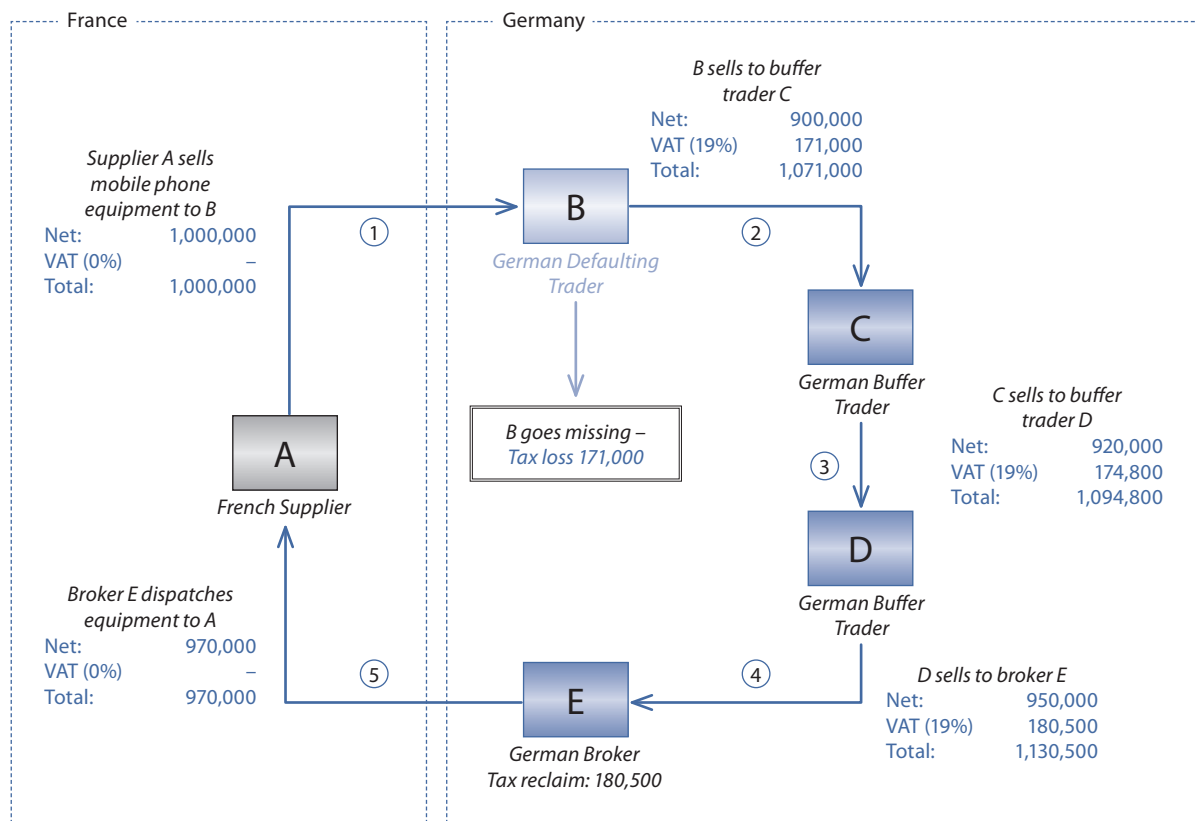 France
Germany
Supplier A sells
mobile phone
equipment to B
Net: 1,000,000
VAT (0%) –
Total: 1,000,000
1
B
German Defaulting
Trader
B sells to buffer
trader C
Net: 900,000
VAT (19%) 171,000
Total: 1,071,000
2
C
German Buffer
Trader
B goes missing –
Tax loss 171,000
A
French Supplier
3
C sells to buffer
trader D
Net: 920,000
VAT (19%) 174,800
Total: 1,094,800
D
German Buffer
Trader
4
D sells to broker E
Net: 950,000
VAT (19%) 180,500
Total: 1,130,500
E
German Broker
Tax reclaim: 180,500
5
Broker E dispatches
equipment to A
Net: 970,000
VAT (0%) –
Total: 970,000